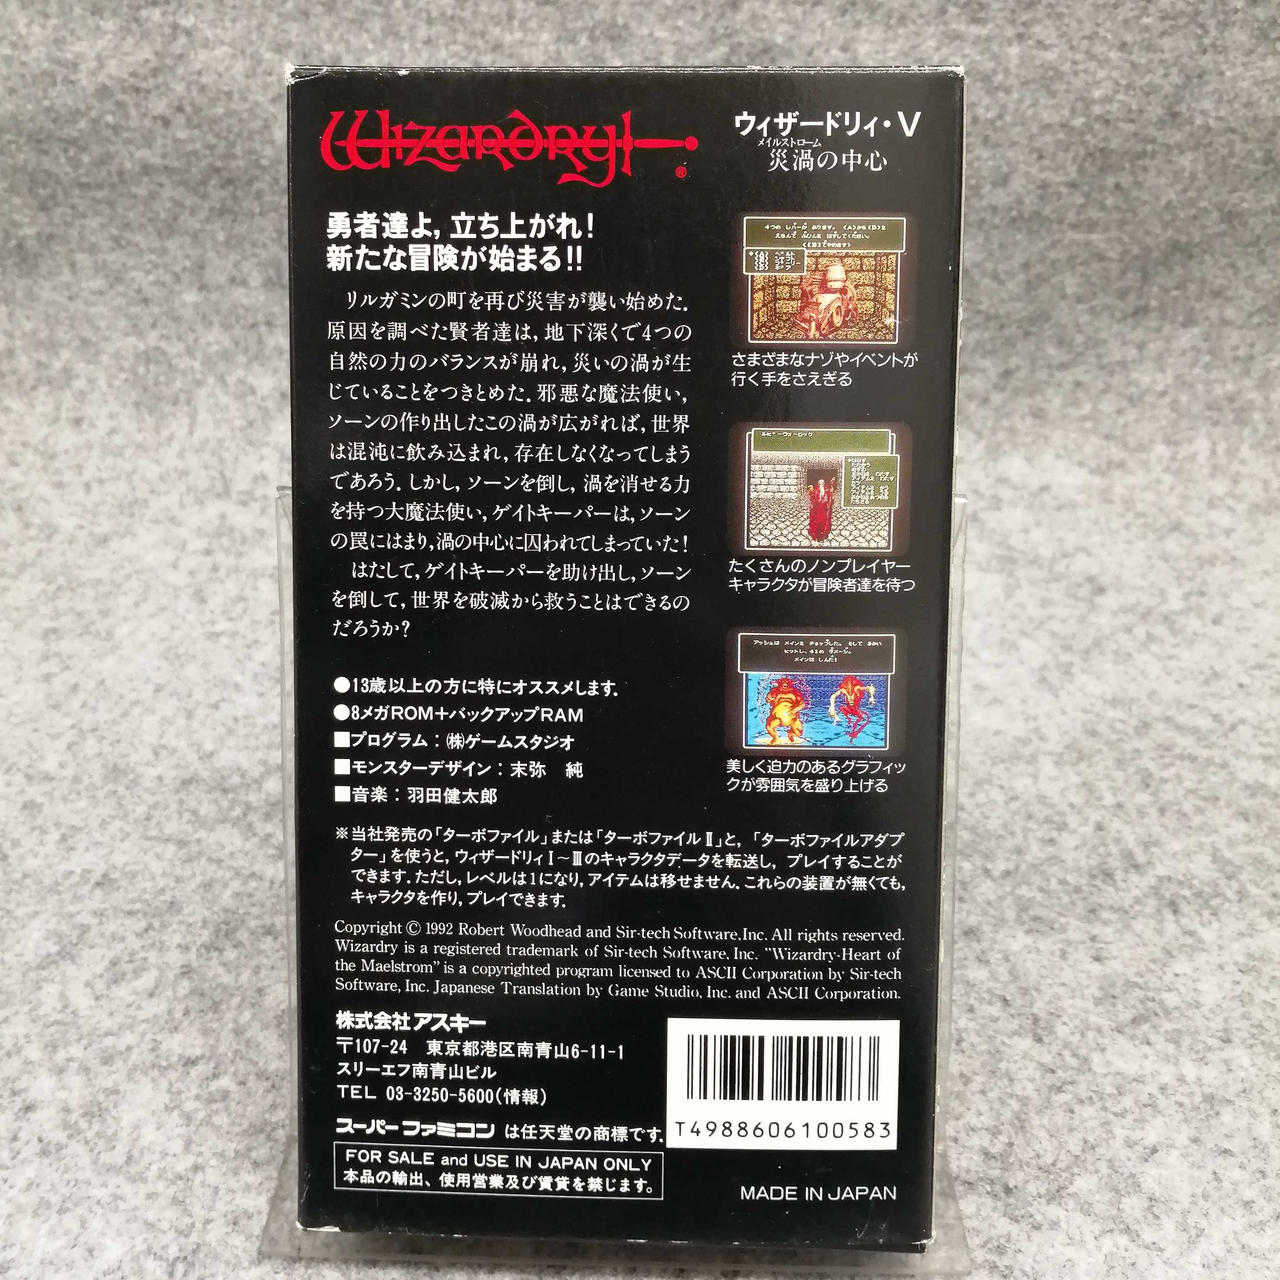 Wizardry®
ウィザードリィ・V
メイルストローム
災渦の中心
勇者達よ, 立ち上がれ!
新たな冒険が始まる!!
リルガミンの町を再び災害が襲い始めた.
原因を調べた賢者達は, 地下深くで4つの
自然の力のバランスが崩れ, 災いの渦が生
じていることをつきとめた. 邪悪な魔法使い,
ソーンの作り出したこの渦が広がれば, 世界
は混沌に飲み込まれ, 存在しなくなってしまう
であろう. しかし, ソーンを倒し, 渦を消せる力
を持つ大魔法使い, ゲイトキーパーは, ソーン
の罠にはまり, 渦の中心に囚われてしまっていた!
はたして, ゲイトキーパーを助け出し, ソーン
を倒して, 世界を破滅から救うことはできるの
だろうか?
さまざまなナゾやイベントが
行く手をさえぎる
ルビーウォーロック
たくさんのノンプレイヤー
キャラクタが冒険者達を待つ
美しく迫力のあるグラフィッ
クが雰囲気を盛り上げる
●13歳以上の方に特にオススメします.
●8メガROM+バックアップRAM
■プログラム：㈱ゲームスタジオ
■モンスターデザイン：末弥 純
■音楽：羽田健太郎
※当社発売の「ターボファイル」または「ターボファイルⅡ」と, 「ターボファイルアダプ
ター」を使うと, ウィザードリィⅠ～Ⅲのキャラクタデータを転送し, プレイすることが
できます. ただし, レベルは1になり, アイテムは移せません. これらの装置が無くても,
キャラクタを作り, プレイできます.
Copyright © 1992 Robert Woodhead and Sir-tech Software, Inc. All rights reserved.
Wizardry is a registered trademark of Sir-tech Software, Inc. "Wizardry-Heart of
the Maelstrom" is a copyrighted program licensed to ASCII Corporation by Sir-tech
Software, Inc. Japanese Translation by Game Studio, Inc. and ASCII Corporation.
株式会社アスキー
〒107-24 東京都港区南青山6-11-1
スリーエフ南青山ビル
TEL 03-3250-5600(情報)
スーパーファミコン は任天堂の商標です.
FOR SALE and USE IN JAPAN ONLY
本品の輸出、使用営業及び賃貸を禁じます。
T4988606100583
MADE IN JAPAN